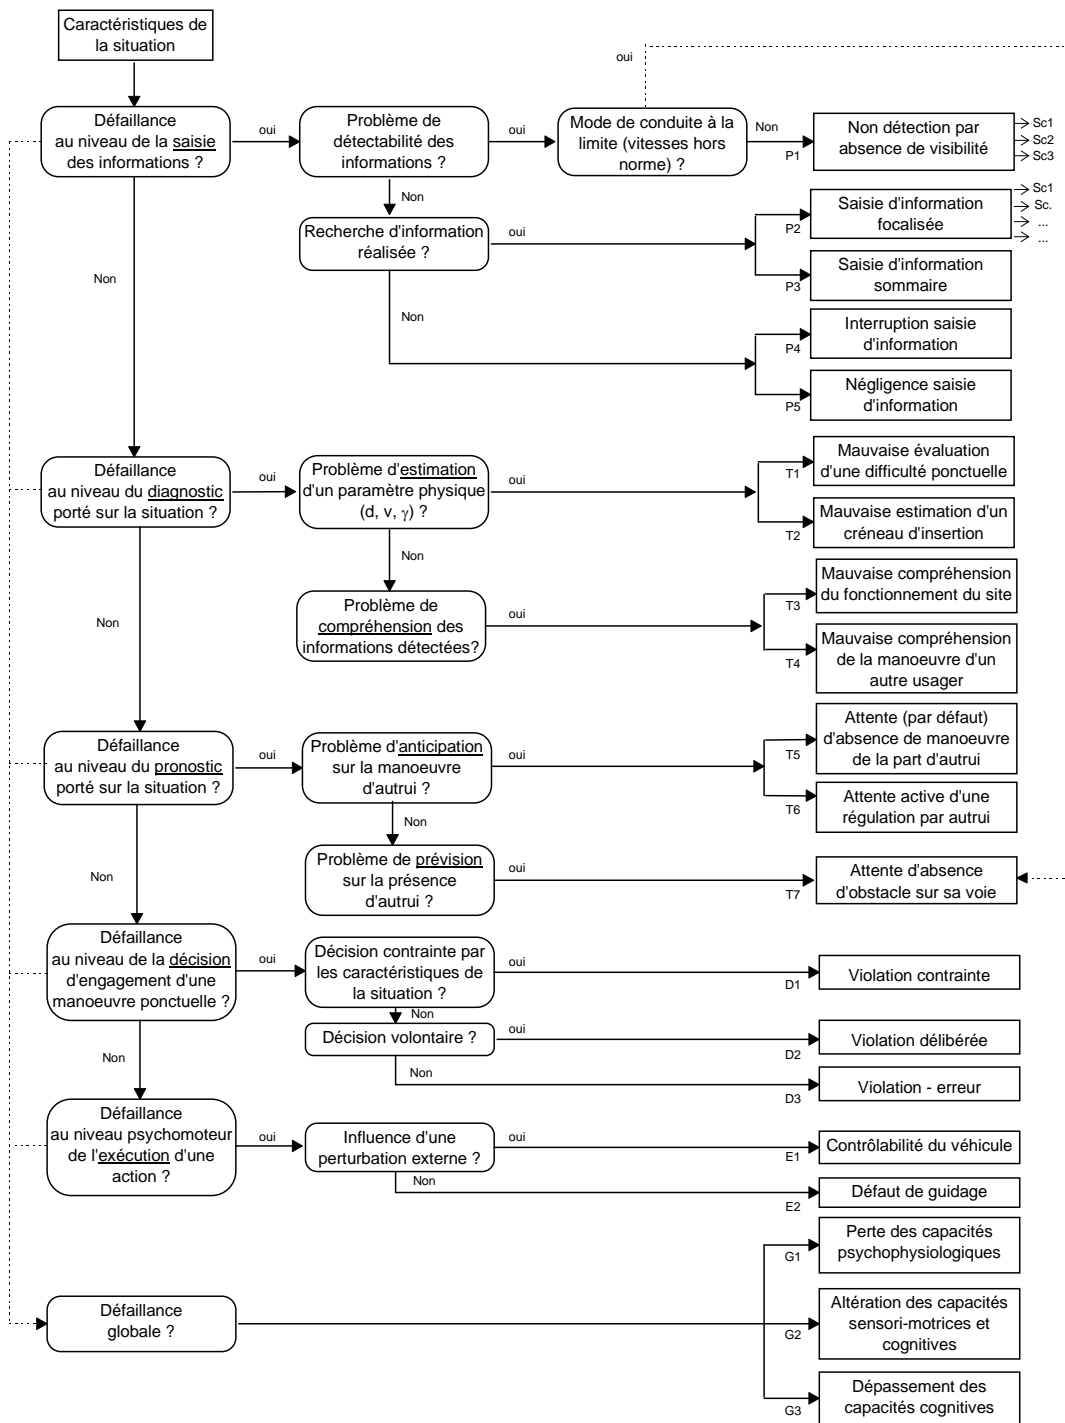 Caractéristiques de
la situation
oui
Défaillance
au niveau de la saisie
des informations ?
oui
Problème de
détectabilité des
informations ?
oui
Mode de conduite à la
limite (vitesses hors
norme) ?
Non
P1
Non détection par
absence de visibilité
Sc1
Sc2
Sc3
Non
Recherche d'information
réalisée ?
oui
P2
Saisie d'information
focalisée
Sc1
Sc.
...
...
P3
Saisie d'information
sommaire
Non
Non
P4
Interruption saisie
d'information
P5
Négligence saisie
d'information
Défaillance
au niveau du diagnostic
porté sur la situation ?
oui
Problème d'estimation
d'un paramètre physique
(d, v, γ) ?
oui
T1
Mauvaise évaluation
d'une difficulté ponctuelle
T2
Mauvaise estimation d'un
créneau d'insertion
Non
Non
Problème de
compréhension des
informations détectées?
oui
T3
Mauvaise compréhension
du fonctionnement du site
T4
Mauvaise compréhension
de la manoeuvre d'un
autre usager
Défaillance
au niveau du pronostic
porté sur la situation ?
oui
Problème d'anticipation
sur la manoeuvre
d'autrui ?
oui
T5
Attente (par défaut)
d'absence de manoeuvre
de la part d'autrui
T6
Attente active d'une
régulation par autrui
Non
Non
Problème de prévision
sur la présence
d'autrui ?
oui
T7
Attente d'absence
d'obstacle sur sa voie
Défaillance
au niveau de la décision
d'engagement d'une
manoeuvre ponctuelle ?
oui
Décision contrainte par
les caractéristiques de
la situation ?
oui
D1
Violation contrainte
Non
Non
Décision volontaire ?
oui
D2
Violation délibérée
Non
D3
Violation - erreur
Défaillance
au niveau psychomoteur
de l'exécution d'une
action ?
oui
Influence d'une
perturbation externe ?
oui
E1
Contrôlabilité du véhicule
Non
E2
Défaut de guidage
Défaillance
globale ?
G1
Perte des capacités
psychophysiologiques
G2
Altération des capacités
sensori-motrices et
cognitives
G3
Dépassement des
capacités cognitives